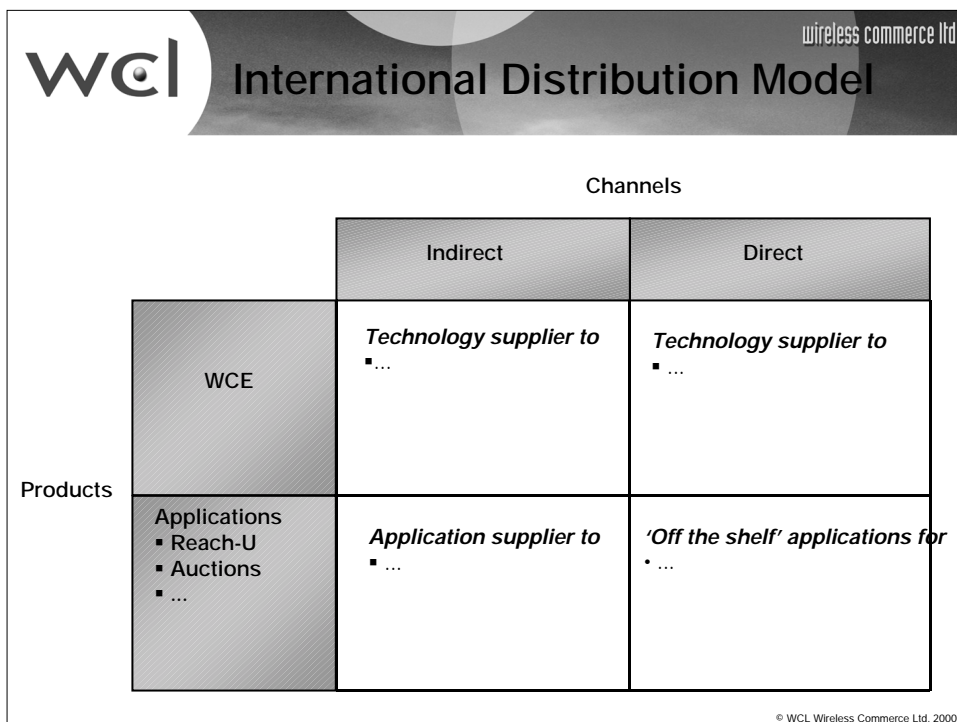 wireless commerce ltd
wcl
International Distribution Model
Channels
Indirect
Direct
WCE
Technology supplier to
▪...
Technology supplier to
▪ ...
Products
Applications
▪ Reach-U
▪ Auctions
▪ ...
Application supplier to
▪ ...
‘Off the shelf’ applications for
• ...
© WCL Wireless Commerce Ltd. 2000